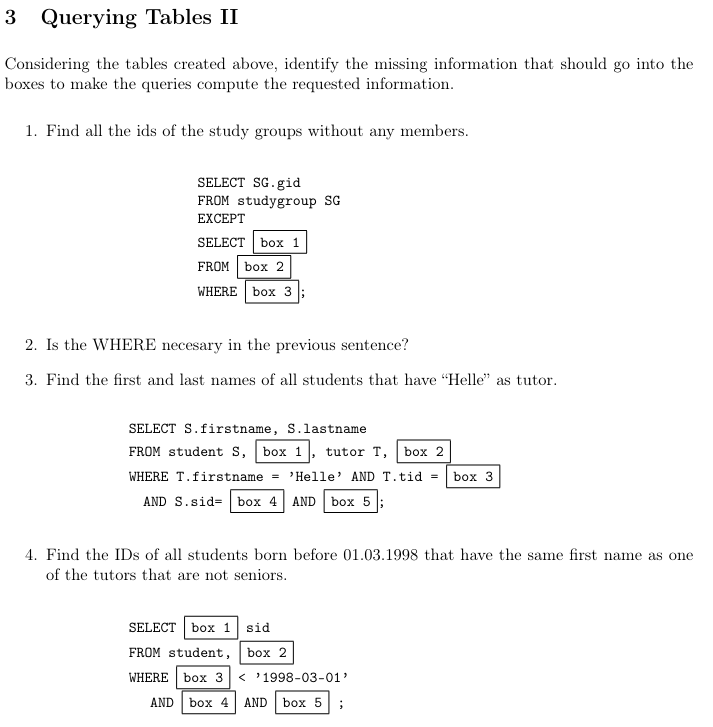 3 Querying Tables II
Considering the tables created above, identify the missing information that should go into the
boxes to make the queries compute the requested information.
1. Find all the ids of the study groups without any members.
SELECT SG.gid
FROM studygroup SG
EXCEPT
SELECT box 1
FROM box 2
WHERE box 3 ;
2. Is the WHERE necesary in the previous sentence?
3. Find the first and last names of all students that have “Helle” as tutor.
SELECT S.firstname, S.lastname
FROM student S, box 1 , tutor T, box 2
WHERE T.firstname = ’Helle’ AND T.tid = box 3
AND S.sid= box 4 AND box 5 ;
4. Find the IDs of all students born before 01.03.1998 that have the same first name as one
of the tutors that are not seniors.
SELECT box 1 sid
FROM student, box 2
WHERE box 3 < ’1998-03-01’
AND box 4 AND box 5 ;